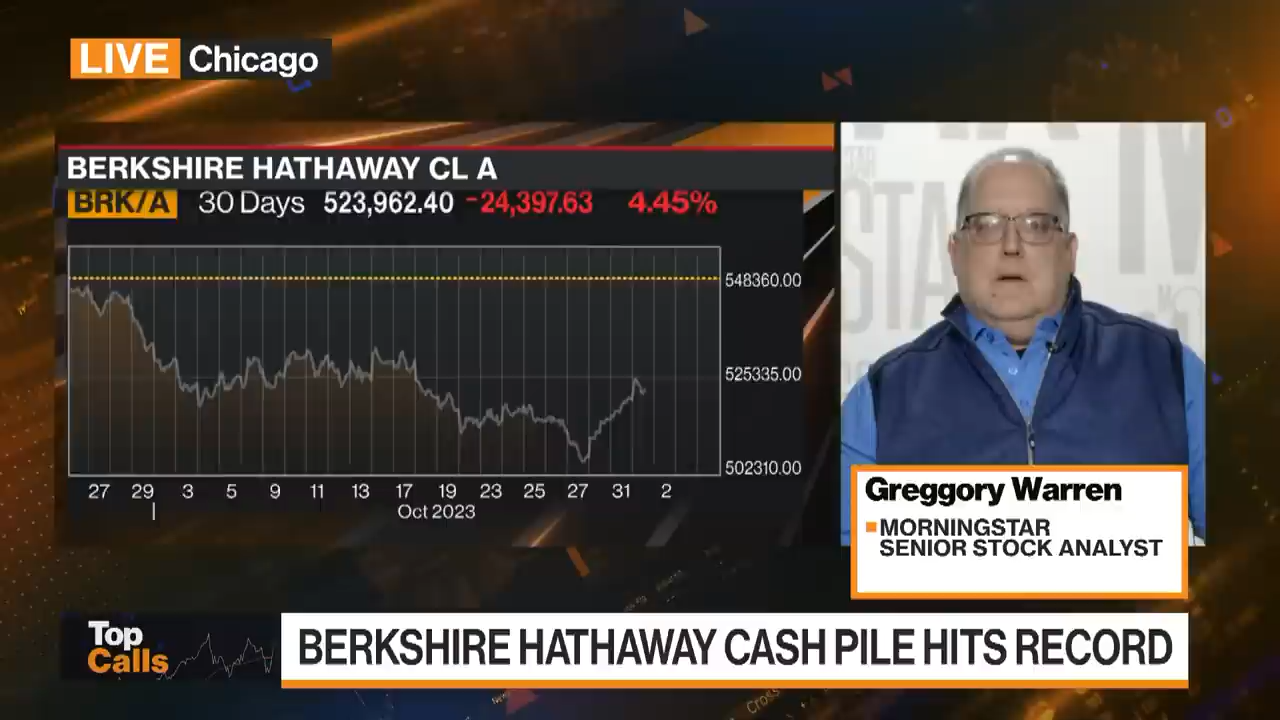 LIVE Chicago
BERKSHIRE HATHAWAY CL A
BRK/A 30 Days 523,962.40 -24,397.63 4.45%
548360.00
525335.00
502310.00
27 29 3 5 9 11 13 17 19 23 25 27 31 2
Oct 2023
Greggory Warren
MORNINGSTAR
SENIOR STOCK ANALYST
Top
Calls
BERKSHIRE HATHAWAY CASH PILE HITS RECORD
Cross